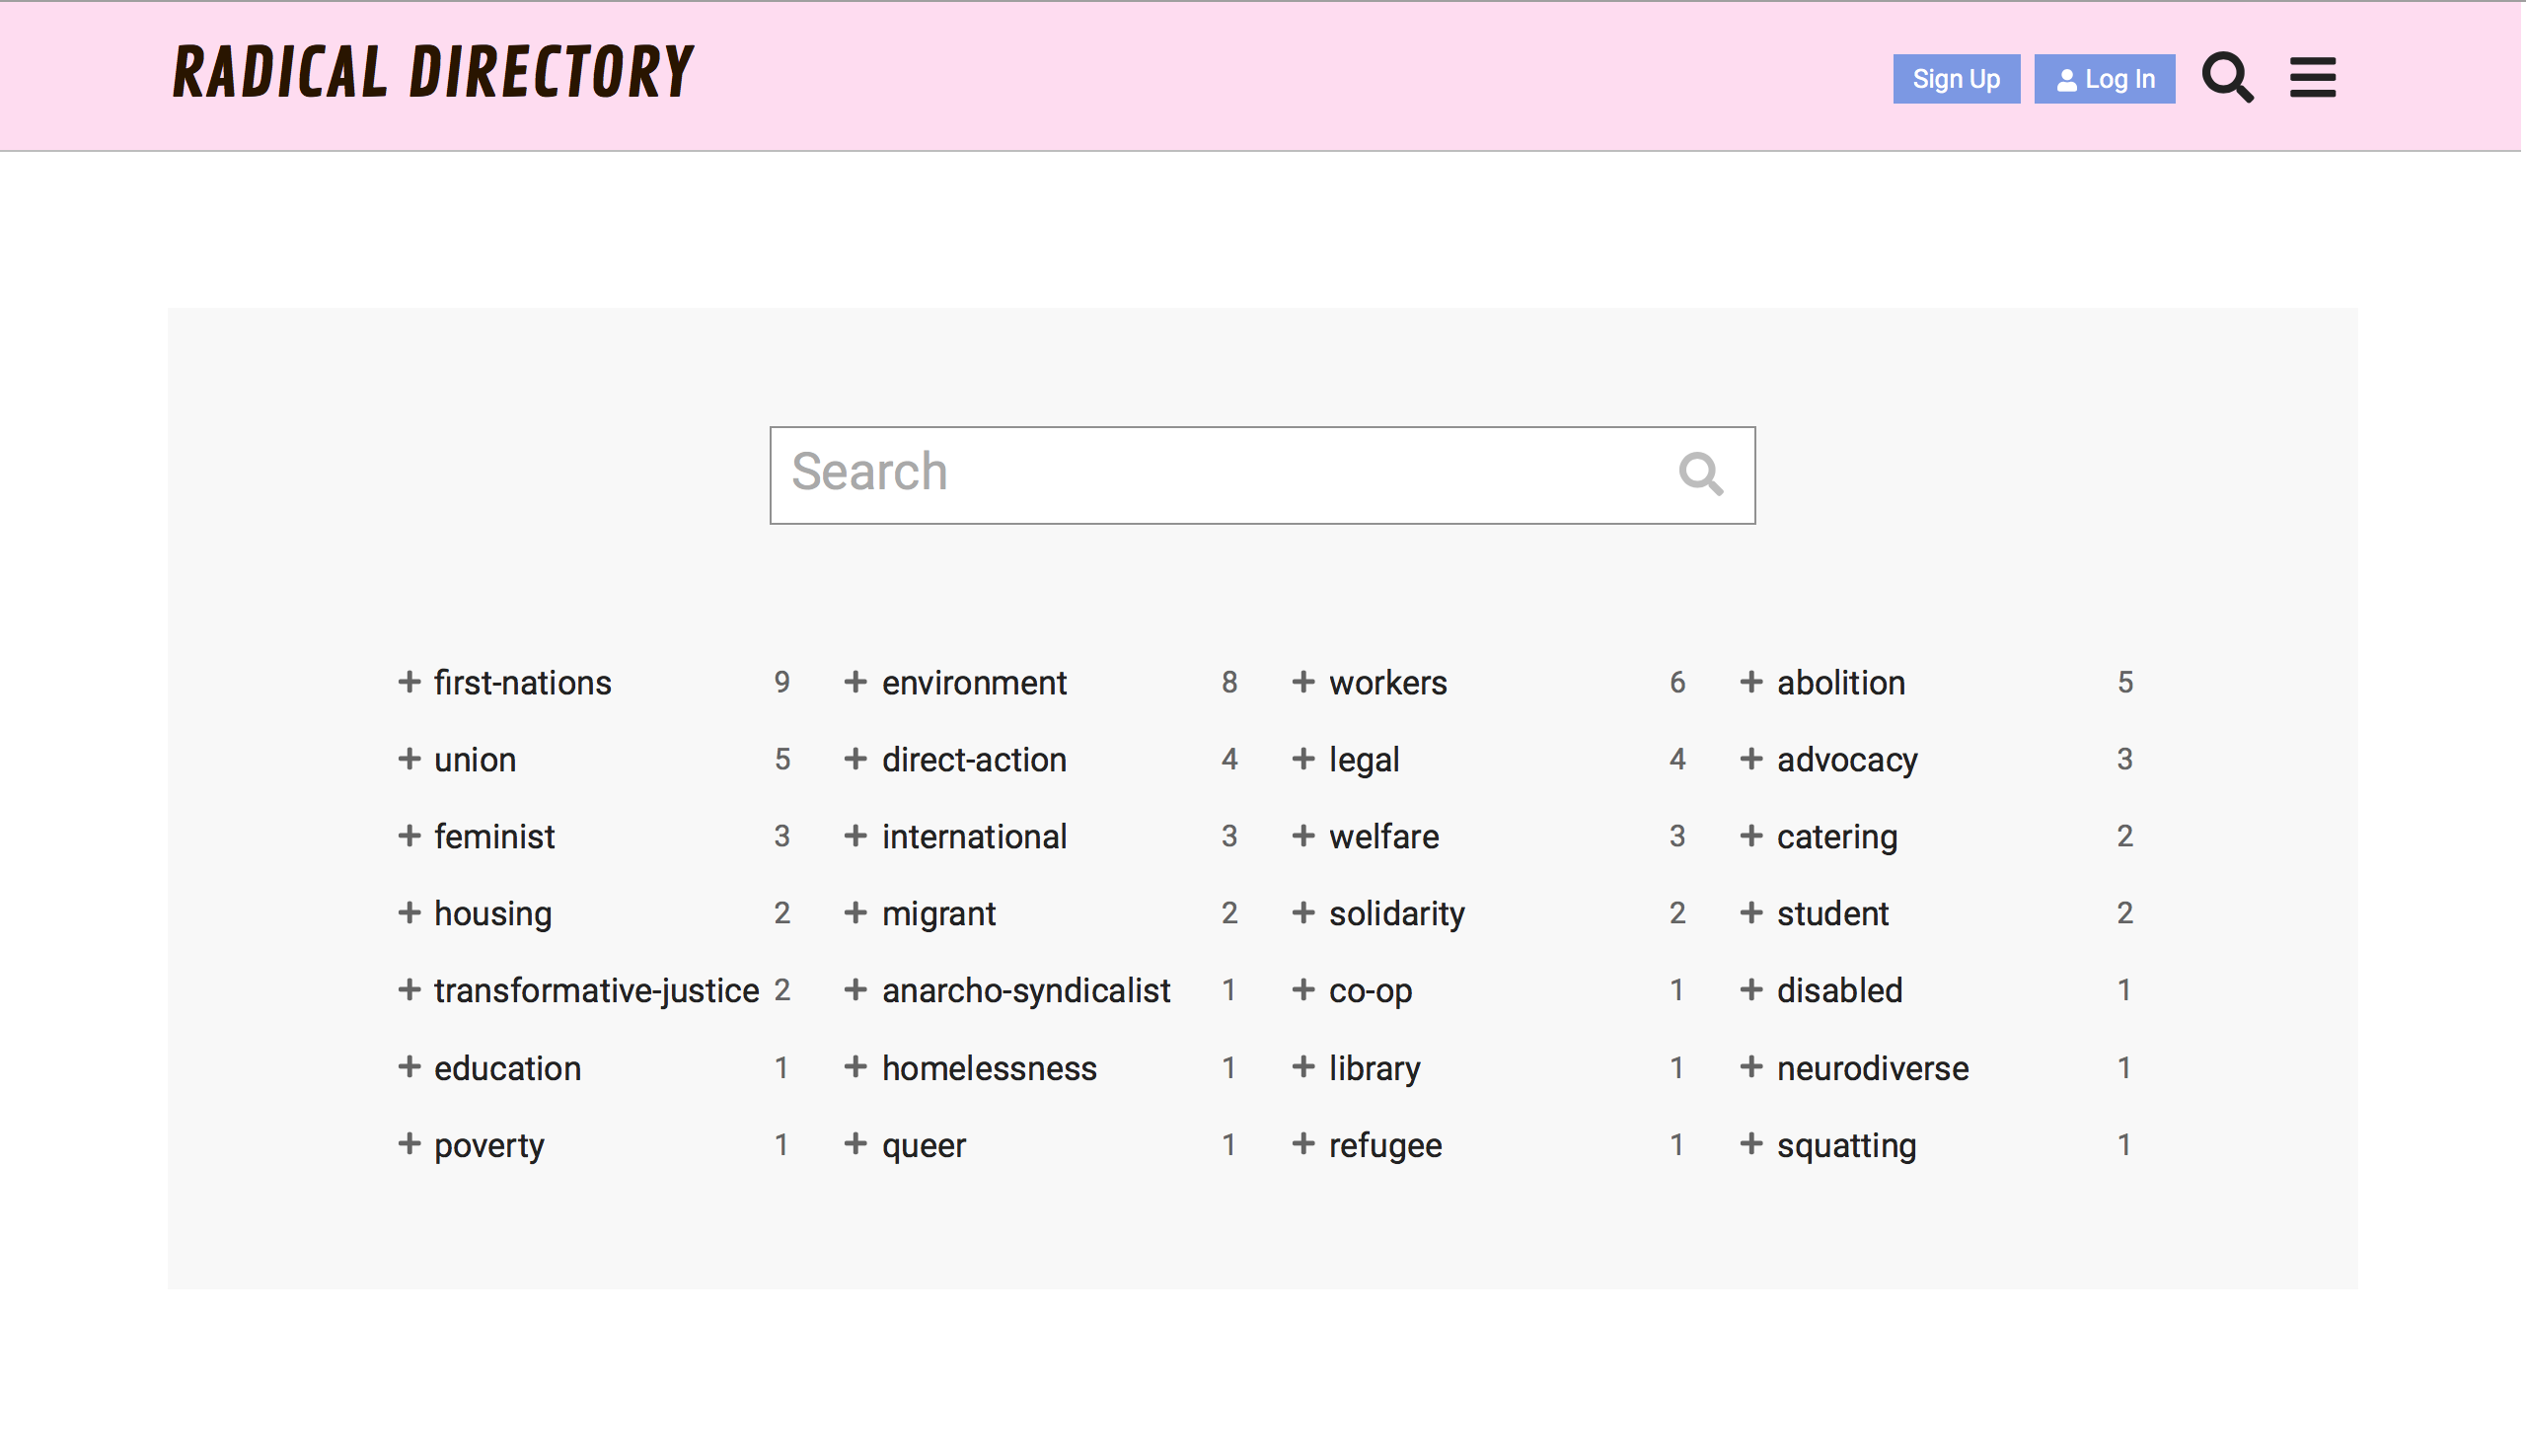 RADICAL DIRECTORY
Sign Up Log In
Search
+ first-nations 9 + environment 8 + workers 6 + abolition 5
+ union 5 + direct-action 4 + legal 4 + advocacy 3
+ feminist 3 + international 3 + welfare 3 + catering 2
+ housing 2 + migrant 2 + solidarity 2 + student 2
+ transformative-justice 2 + anarcho-syndicalist 1 + co-op 1 + disabled 1
+ education 1 + homelessness 1 + library 1 + neurodiverse 1
+ poverty 1 + queer 1 + refugee 1 + squatting 1